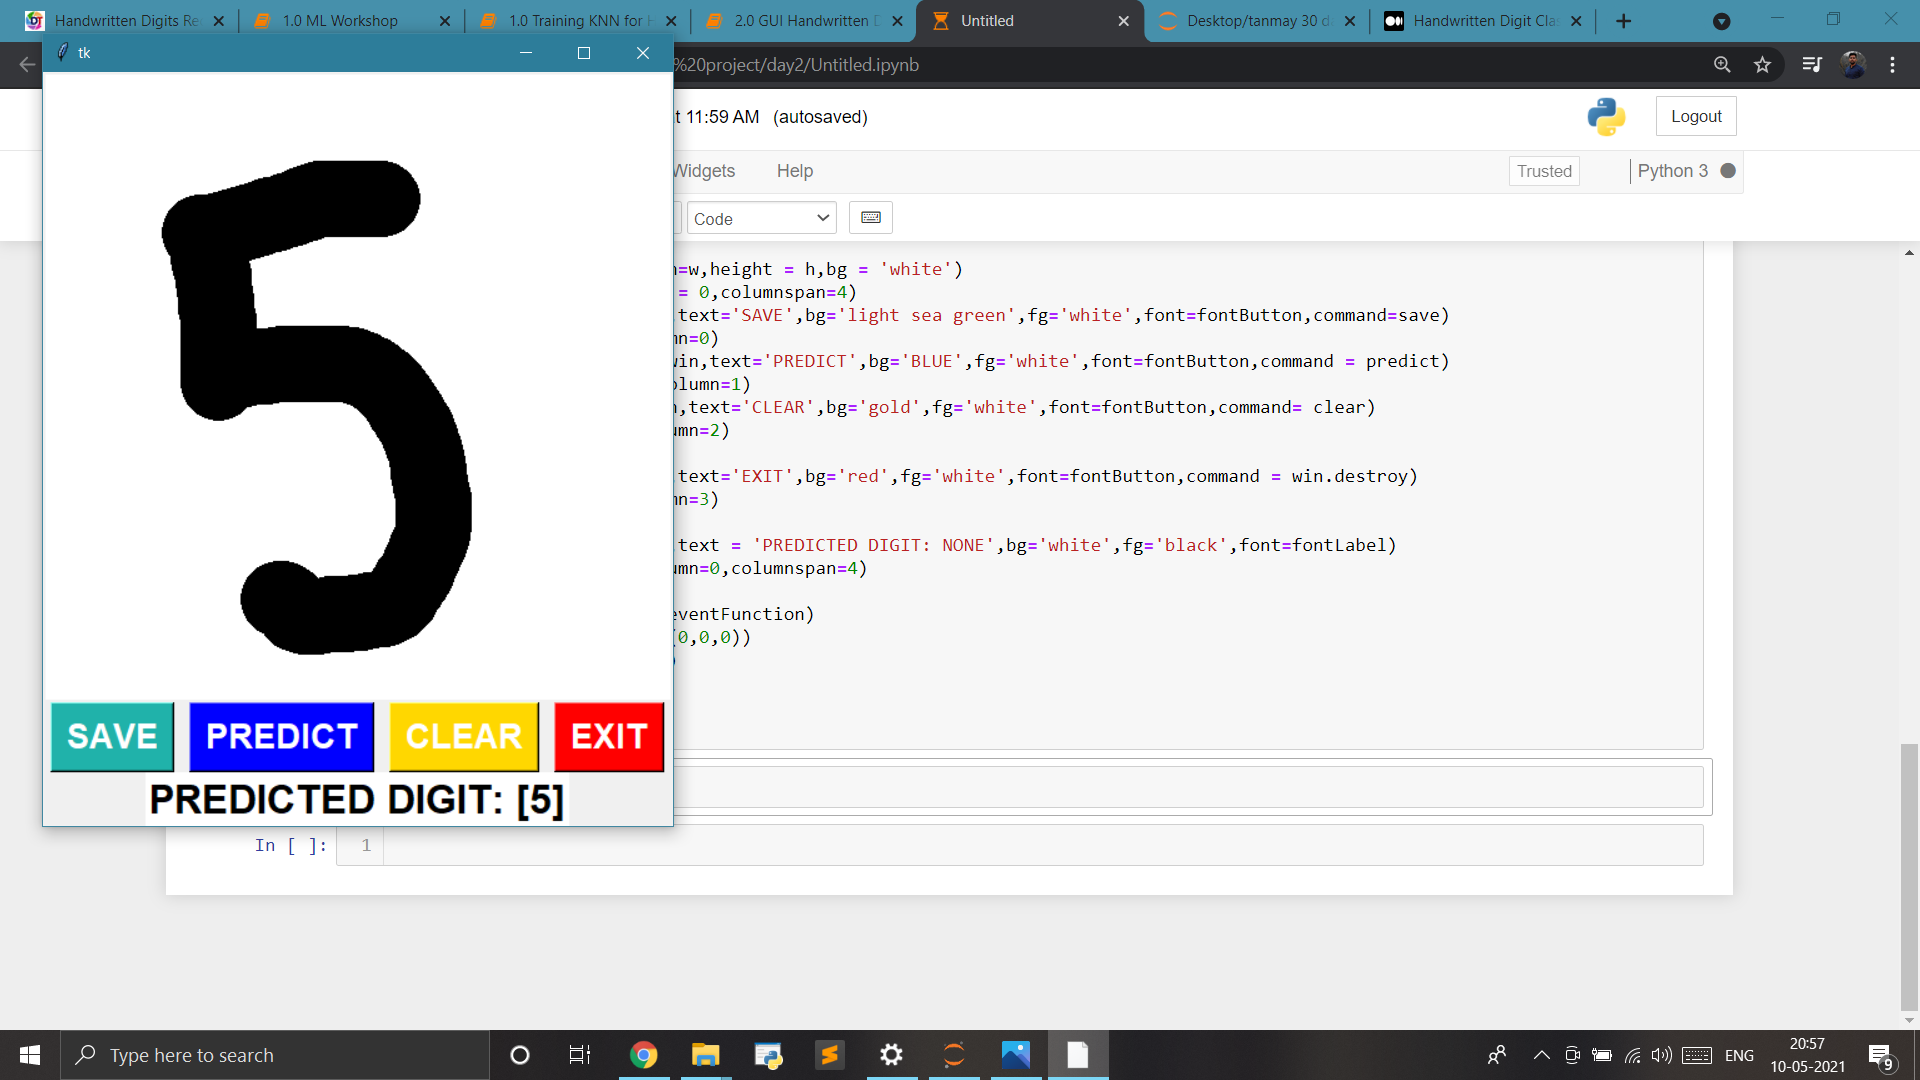 Handwritten Digits Re
1.0 ML Workshop
1.0 Training KNN for H
2.0 GUI Handwritten D
Untitled
Desktop/tanmay 30 d
Handwritten Digit Cla
tk
%20project/day2/Untitled.ipynb
t 11:59 AM (autosaved)
Logout
Widgets
Help
Trusted
Python 3
Code
h=w,height = h,bg = 'white')
= 0,columnspan=4)
,text='SAVE',bg='light sea green',fg='white',font=fontButton,command=save)
mn=0)
win,text='PREDICT',bg='BLUE',fg='white',font=fontButton,command = predict)
olumn=1)
n,text='CLEAR',bg='gold',fg='white',font=fontButton,command= clear)
umn=2)
,text='EXIT',bg='red',fg='white',font=fontButton,command = win.destroy)
mn=3)
,text = 'PREDICTED DIGIT: NONE',bg='white',fg='black',font=fontLabel)
umn=0,columnspan=4)
eventFunction)
(0,0,0))
)
5
SAVE
PREDICT
CLEAR
EXIT
PREDICTED DIGIT: [5]
In [ ]:
1
Type here to search
ENG
20:57
10-05-2021
9